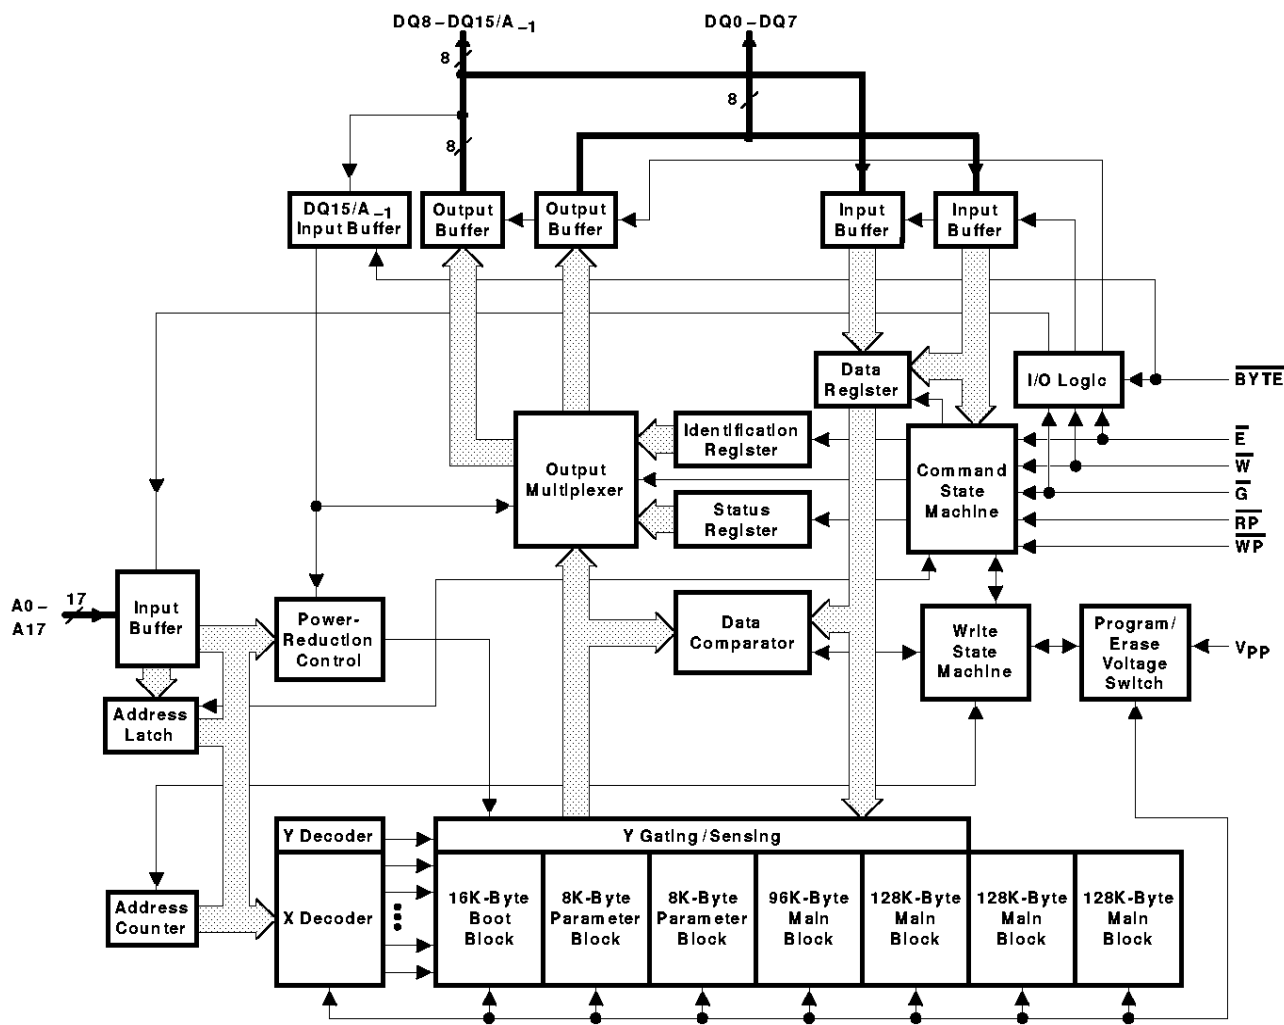 DQ8–DQ15/A –1
DQ0–DQ7
8
8
8
DQ15/A –1
Input Buffer
Output
Buffer
Output
Buffer
Input
Buffer
Input
Buffer
Data
Register
I/O Logic
BYTE
E
W
G
RP
WP
Identification
Register
Output
Multiplexer
Command
State
Machine
Status
Register
A0–
A17
17
Input
Buffer
Power-
Reduction
Control
Data
Comparator
Write
State
Machine
Program/
Erase
Voltage
Switch
VPP
Address
Latch
Y Decoder
Y Gating/Sensing
Address
Counter
X Decoder
16K-Byte
Boot
Block
8K-Byte
Parameter
Block
8K-Byte
Parameter
Block
96K-Byte
Main
Block
128K-Byte
Main
Block
128K-Byte
Main
Block
128K-Byte
Main
Block